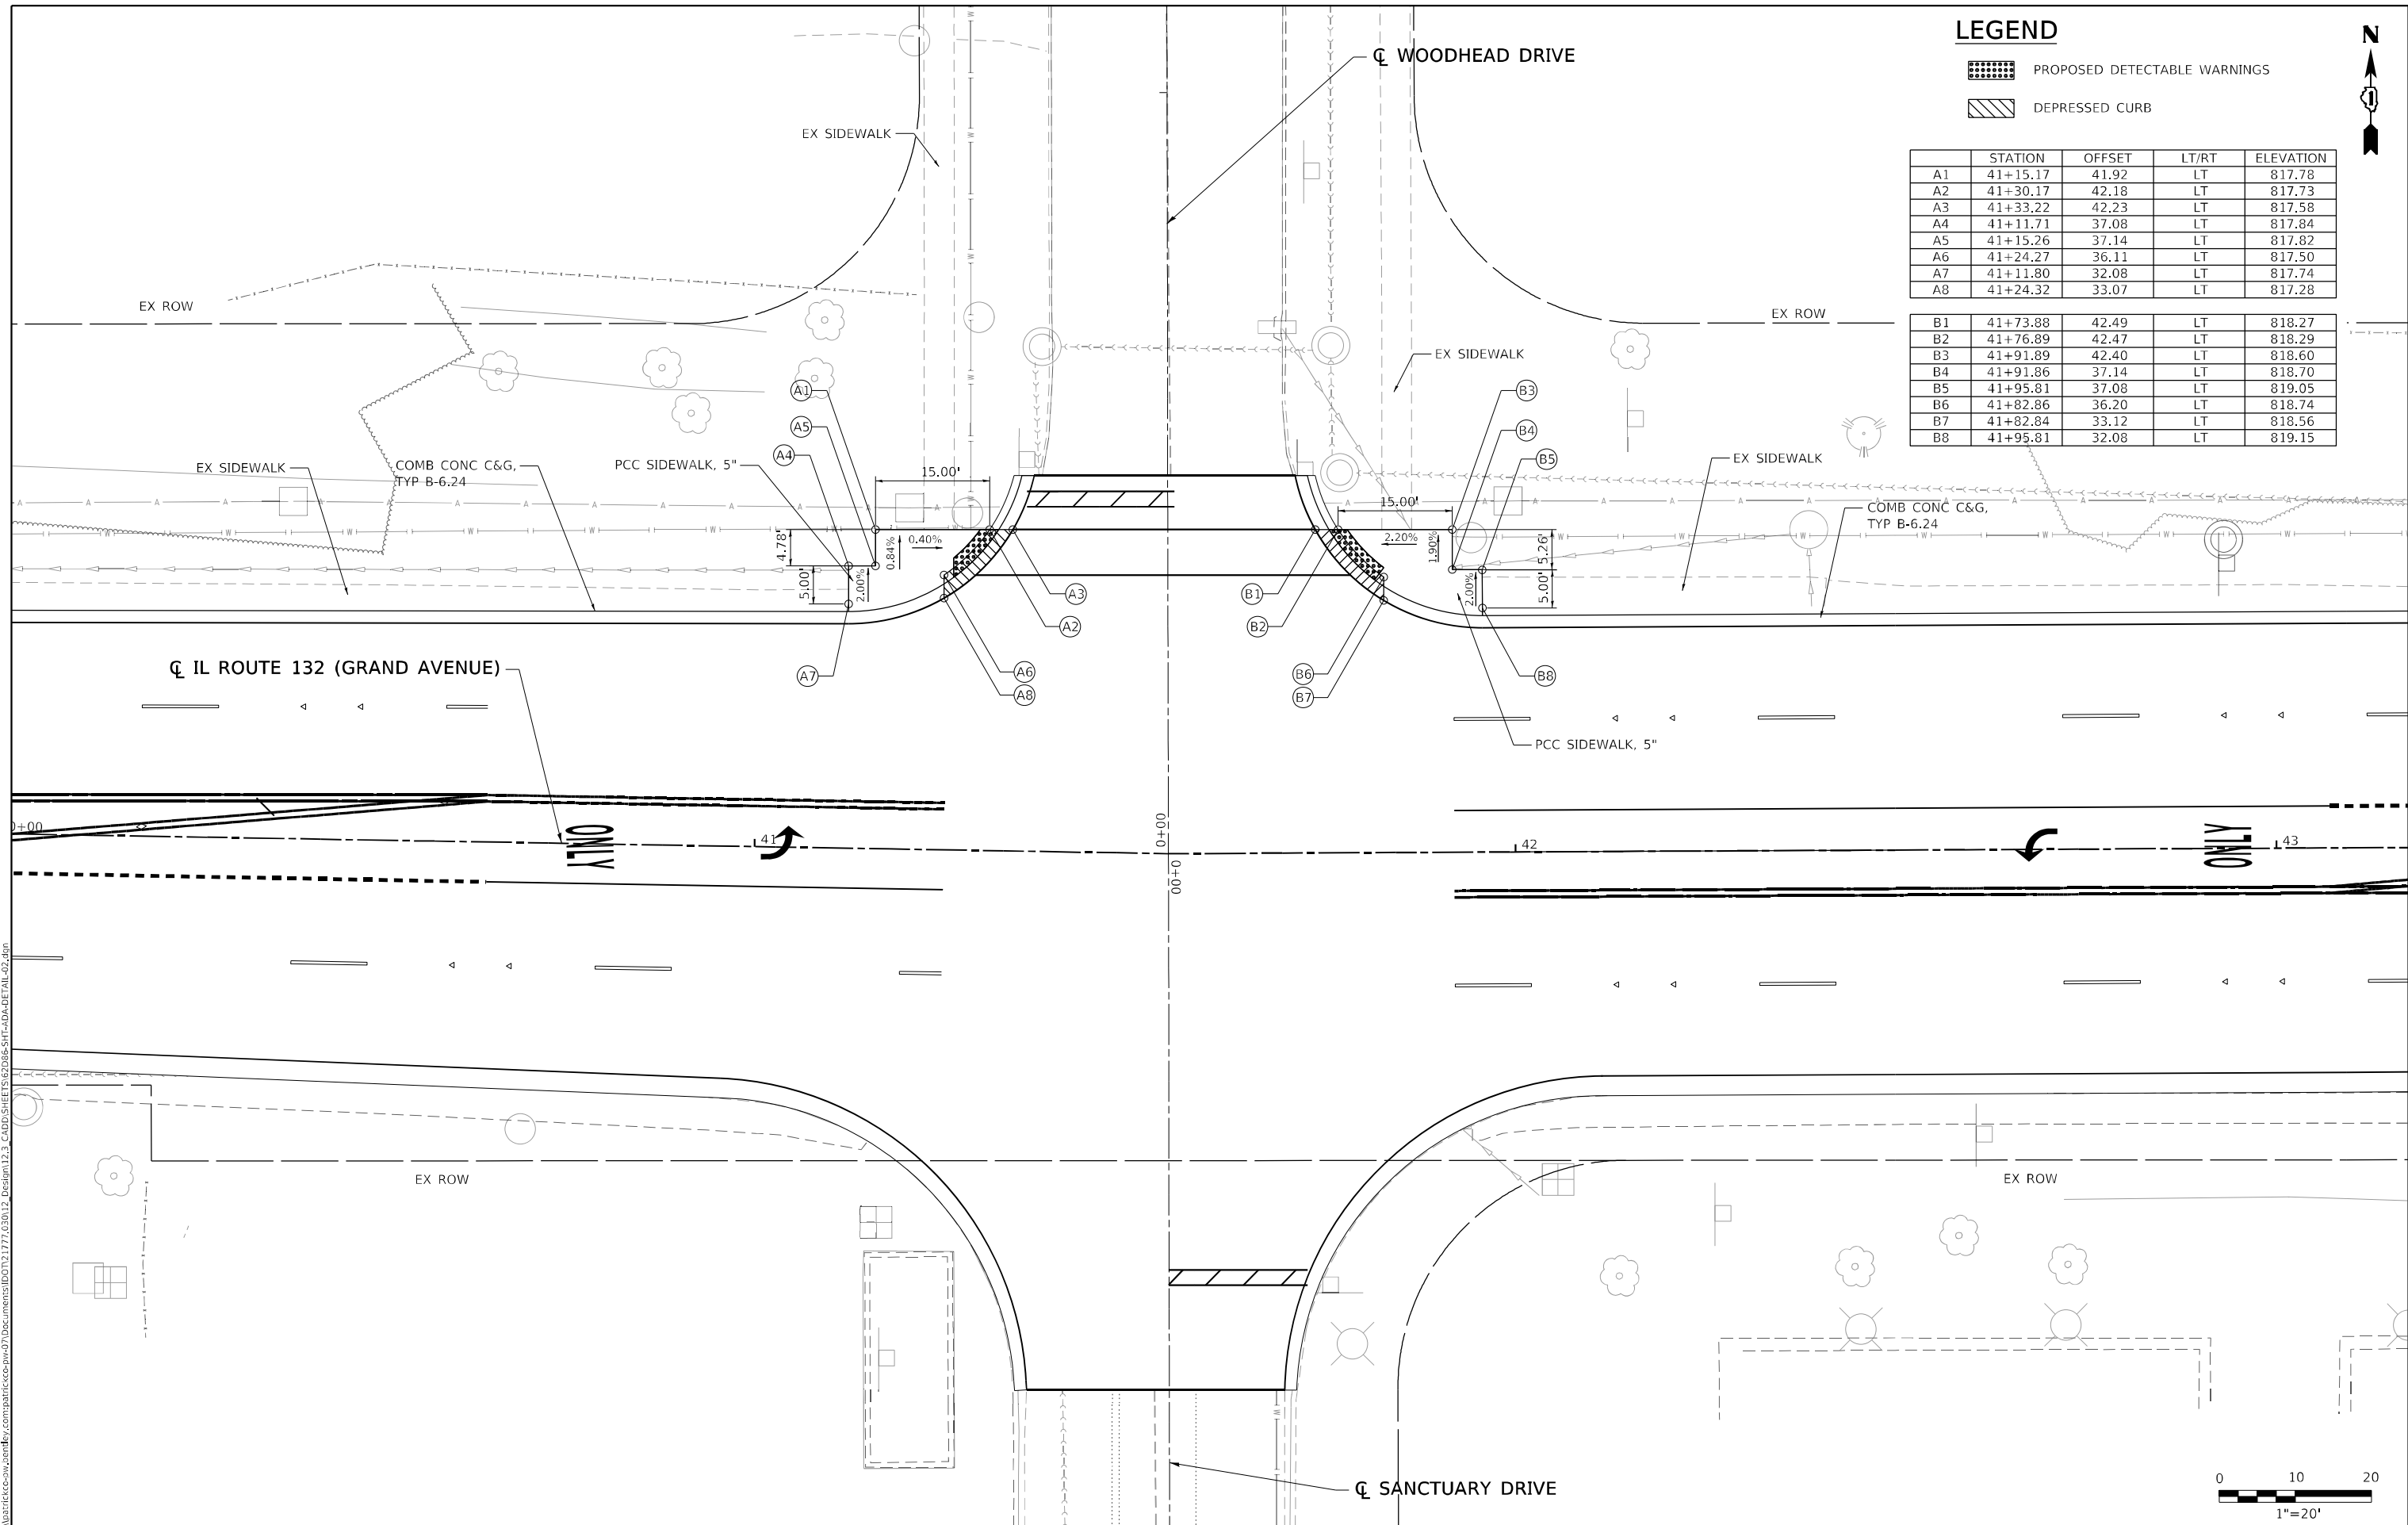 LEGEND
N
PROPOSED DETECTABLE WARNINGS
DEPRESSED CURB
STATION OFFSET LT/RT ELEVATION
A1 41+15.17 41.92 LT 817.78
A2 41+30.17 42.18 LT 817.73
A3 41+33.22 42.23 LT 817.58
A4 41+11.71 37.08 LT 817.84
A5 41+15.26 37.14 LT 817.82
A6 41+24.27 36.11 LT 817.50
A7 41+11.80 32.08 LT 817.74
A8 41+24.32 33.07 LT 817.28
B1 41+73.88 42.49 LT 818.27
B2 41+76.89 42.47 LT 818.29
B3 41+91.89 42.40 LT 818.60
B4 41+91.86 37.14 LT 818.70
B5 41+95.81 37.08 LT 819.05
B6 41+82.86 36.20 LT 818.74
B7 41+82.84 33.12 LT 818.56
B8 41+95.81 32.08 LT 819.15
℄ WOODHEAD DRIVE
EX SIDEWALK
EX ROW
EX ROW
EX SIDEWALK
A1
A5
A4
B3
B4
B5
EX SIDEWALK
COMB CONC C&G,
TYP B-6.24
PCC SIDEWALK, 5"
15.00'
15.00'
EX SIDEWALK
COMB CONC C&G,
TYP B-6.24
4.78'
0.84%
0.40%
5.00'
2.00%
2.20%
1.90%
5.26'
2.00%
5.00'
A3
A2
B1
B2
A7
A6
A8
B6
B7
B8
℄ IL ROUTE 132 (GRAND AVENUE)
PCC SIDEWALK, 5"
0+00
ONLY
41
0+00
0+00
42
ONLY
43
EX ROW
EX ROW
℄ SANCTUARY DRIVE
0 10 20
1"=20'